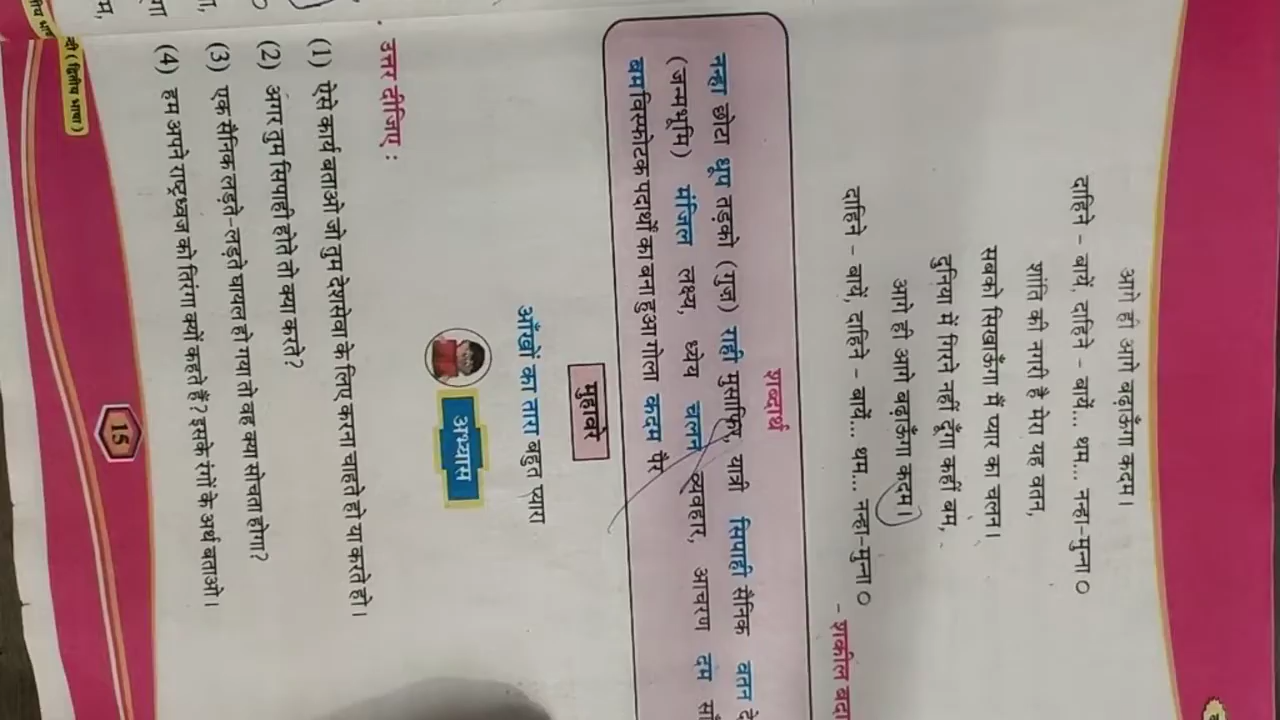 आगे ही आगे बढ़ाऊँगा कदम।
दाहिने - बायें, दाहिने - बायें... थम... नन्हा-मुन्ना ०
शांति की नगरी है मेरा यह वतन,
सबको सिखाऊँगा मैं प्यार का चलन।
दुनिया में गिरने नहीं दूँगा कहीं बम,
आगे ही आगे बढ़ाऊँगा कदम।
दाहिने - बायें, दाहिने - बायें... थम... नन्हा-मुन्ना ०
- शकील बदा
शब्दार्थ
नन्हा छोटा धूप तड़को (गुज) राही मुसाफिर, यात्री सिपाही सैनिक वतन दे
(जन्मभूमि) मंजिल लक्ष्य, ध्येय चलन व्यवहार, आचरण दम साँ
बम विस्फोटक पदार्थों का बना हुआ गोला कदम पैर
मुहावरे
आँखों का तारा बहुत प्यारा
अभ्यास
उत्तर दीजिए :
(1) ऐसे कार्य बताओ जो तुम देशसेवा के लिए करना चाहते हो या करते हो।
(2) अगर तुम सिपाही होते तो क्या करते?
(3) एक सैनिक लड़ते-लड़ते घायल हो गया तो वह क्या सोचता होगा?
(4) हम अपने राष्ट्रध्वज को तिरंगा क्यों कहते हैं? इसके रंगों के अर्थ बताओ।
15
न्दी ( द्वितीय भाषा )